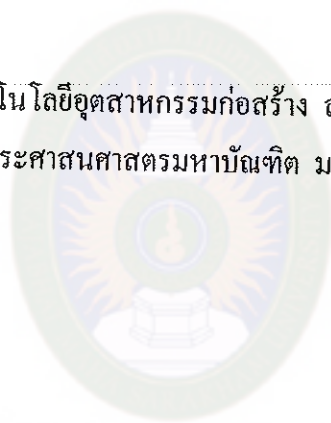 นโลยีอุตสาหกรรมก่อสร้าง
ระศาสนศาสตรมหาบัณฑิต